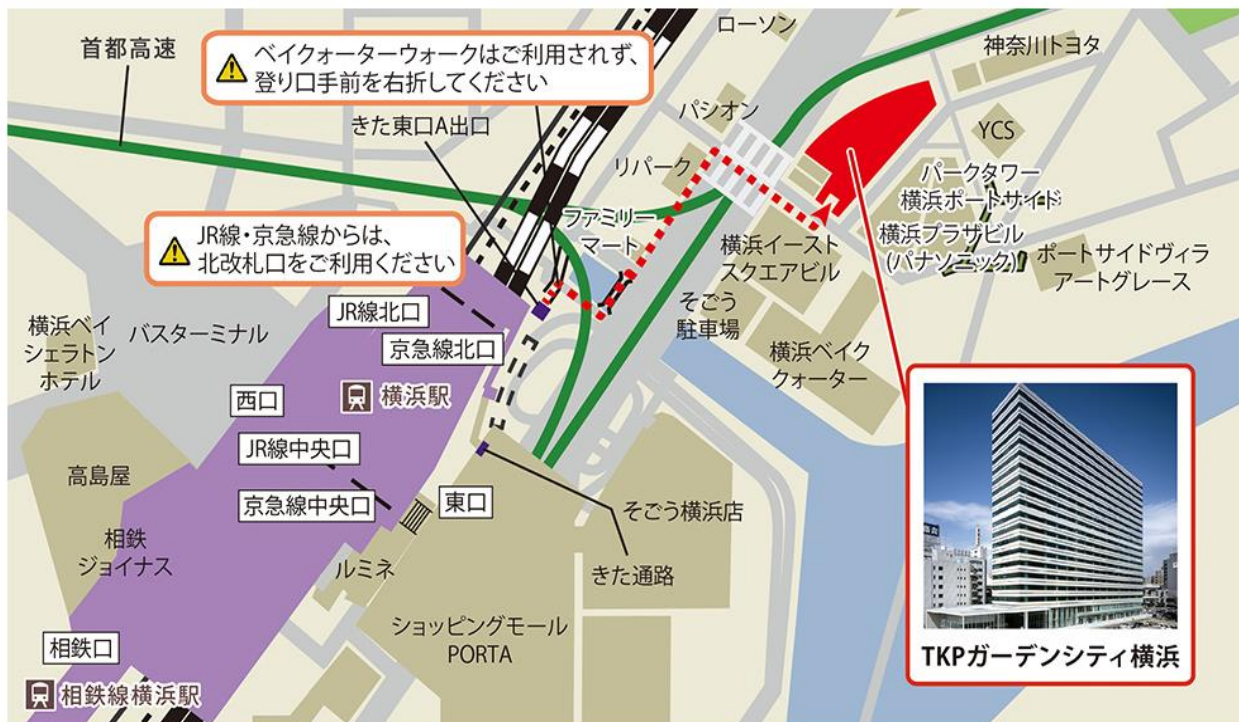 首都高速
ベイクォーターウォークはご利用されず、
登り口手前を右折してください
きた東口A出口
ローソン
神奈川トヨタ
パシオン
YCS
リパーク
パークタワー
横浜ポートサイド
ファミリー
マート
JR線・京急線からは、
北改札口をご利用ください
横浜イースト
スクエアビル
横浜プラザビル
(パナソニック)
ポートサイドヴィラ
アートグレース
JR線北口
京急線北口
そごう
駐車場
横浜ベイ
シェラトン
ホテル
バスターミナル
横浜ベイク
ォーター
西口
横浜駅
JR線中央口
高島屋
京急線中央口
東口
そごう横浜店
相鉄
ジョイナス
ルミネ
きた通路
ショッピングモール
PORTA
相鉄口
相鉄線横浜駅
TKPガーデンシティ横浜